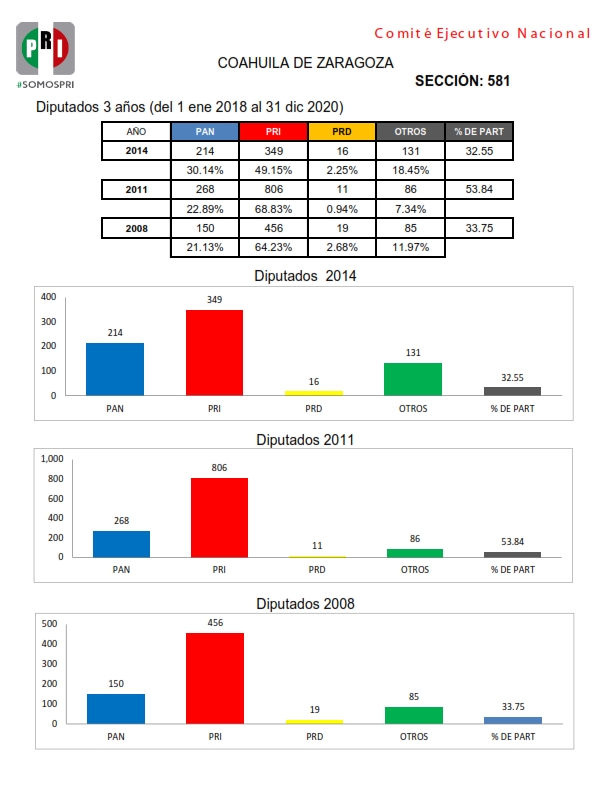 Comité Ejecutivo Nacional
PRI
#SOMOSPRI
COAHUILA DE ZARAGOZA
SECCIÓN: 581
Diputados 3 años (del 1 ene 2018 al 31 dic 2020)
AÑO PAN PRI PRD OTROS % DE PART
2014 214 349 16 131 32.55
30.14% 49.15% 2.25% 18.45%
2011 268 806 11 86 53.84
22.89% 68.83% 0.94% 7.34%
2008 150 456 19 85 33.75
21.13% 64.23% 2.68% 11.97%
Diputados 2014
400
300
200
100
0
214 349 16 131 32.55
PAN PRI PRD OTROS % DE PART
Diputados 2011
1,000
800
600
400
200
0
268 806 11 86 53.84
PAN PRI PRD OTROS % DE PART
Diputados 2008
500
400
300
200
100
0
150 456 19 85 33.75
PAN PRI PRD OTROS % DE PART